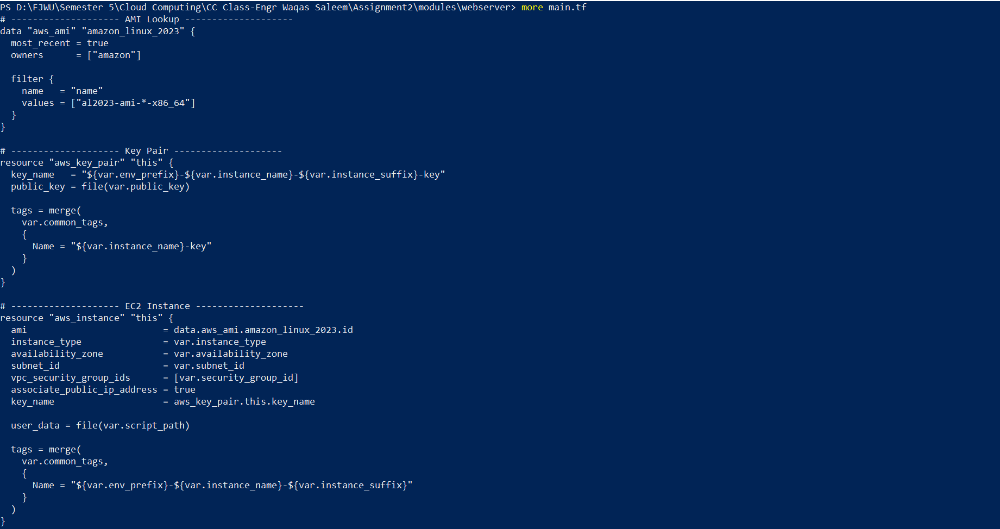 PS D:\FJWU\Semester 5\Cloud Computing\CC Class-Engr Waqas Saleem\Assignment2\modules\webserver> more main.tf
# -------------------- AMI Lookup --------------------
data "aws_ami" "amazon_linux_2023" {
  most_recent = true
  owners      = ["amazon"]

  filter {
    name   = "name"
    values = ["al2023-ami-*-x86_64"]
  }
}

# -------------------- Key Pair --------------------
resource "aws_key_pair" "this" {
  key_name   = "${var.env_prefix}-${var.instance_name}-${var.instance_suffix}-key"
  public_key = file(var.public_key)

  tags = merge(
    var.common_tags,
    {
      Name = "${var.instance_name}-key"
    }
  )
}

# -------------------- EC2 Instance --------------------
resource "aws_instance" "this" {
  ami                         = data.aws_ami.amazon_linux_2023.id
  instance_type               = var.instance_type
  availability_zone           = var.availability_zone
  subnet_id                   = var.subnet_id
  vpc_security_group_ids      = [var.security_group_id]
  associate_public_ip_address = true
  key_name                    = aws_key_pair.this.key_name

  user_data = file(var.script_path)

  tags = merge(
    var.common_tags,
    {
      Name = "${var.env_prefix}-${var.instance_name}-${var.instance_suffix}"
    }
  )
}